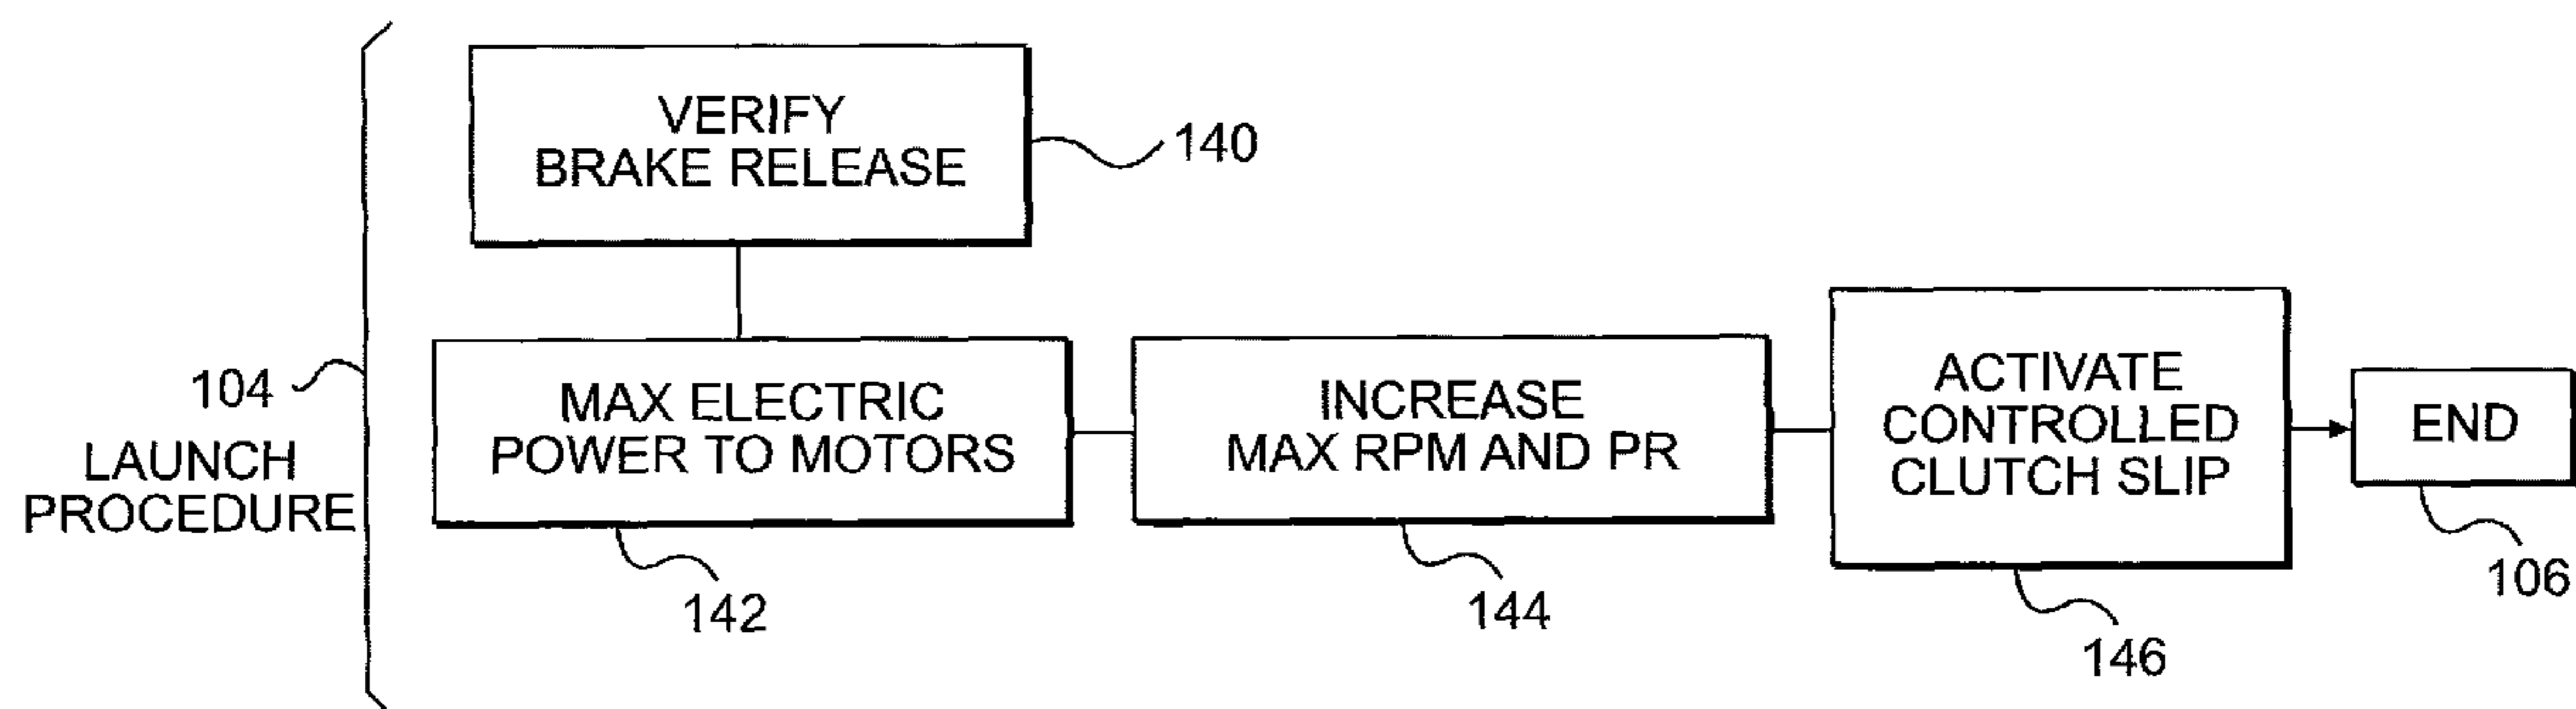 VERIFY
BRAKE RELEASE
140
104
LAUNCH
PROCEDURE
MAX ELECTRIC
POWER TO MOTORS
142
INCREASE
MAX RPM AND PR
144
ACTIVATE
CONTROLLED
CLUTCH SLIP
146
END
106